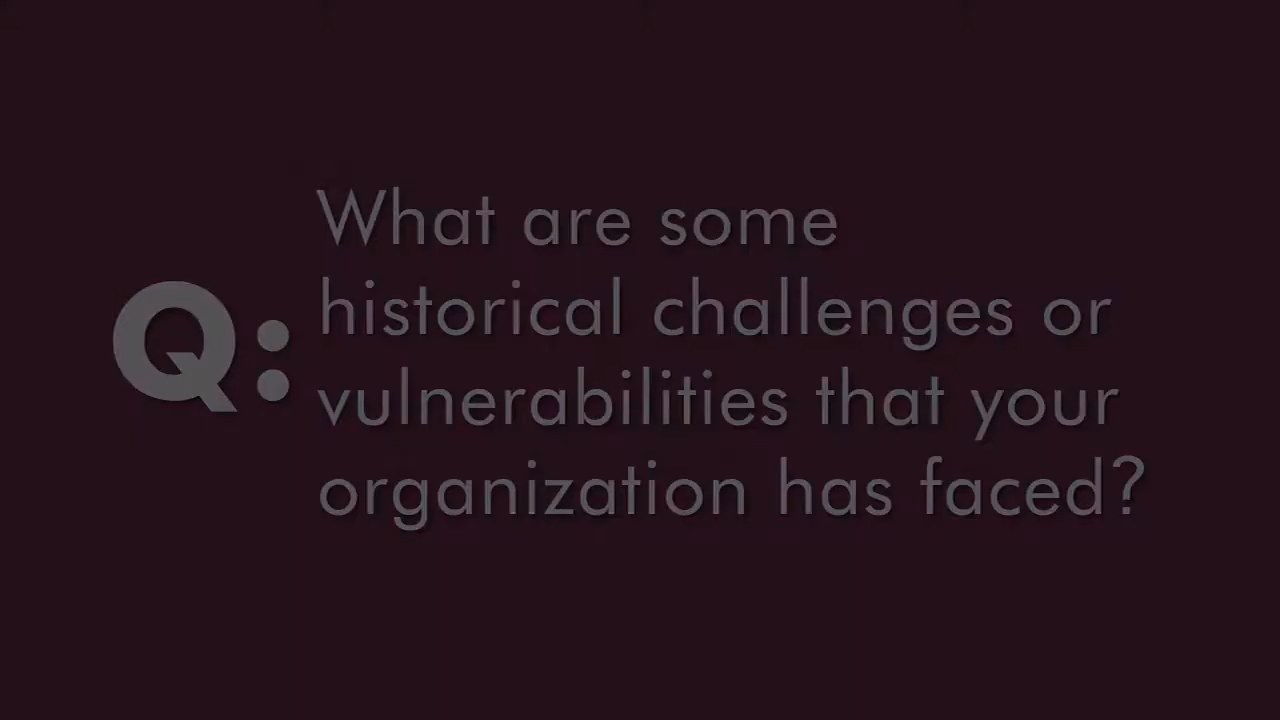 Q:
What are some
historical challenges or
vulnerabilities that your
organization has faced?